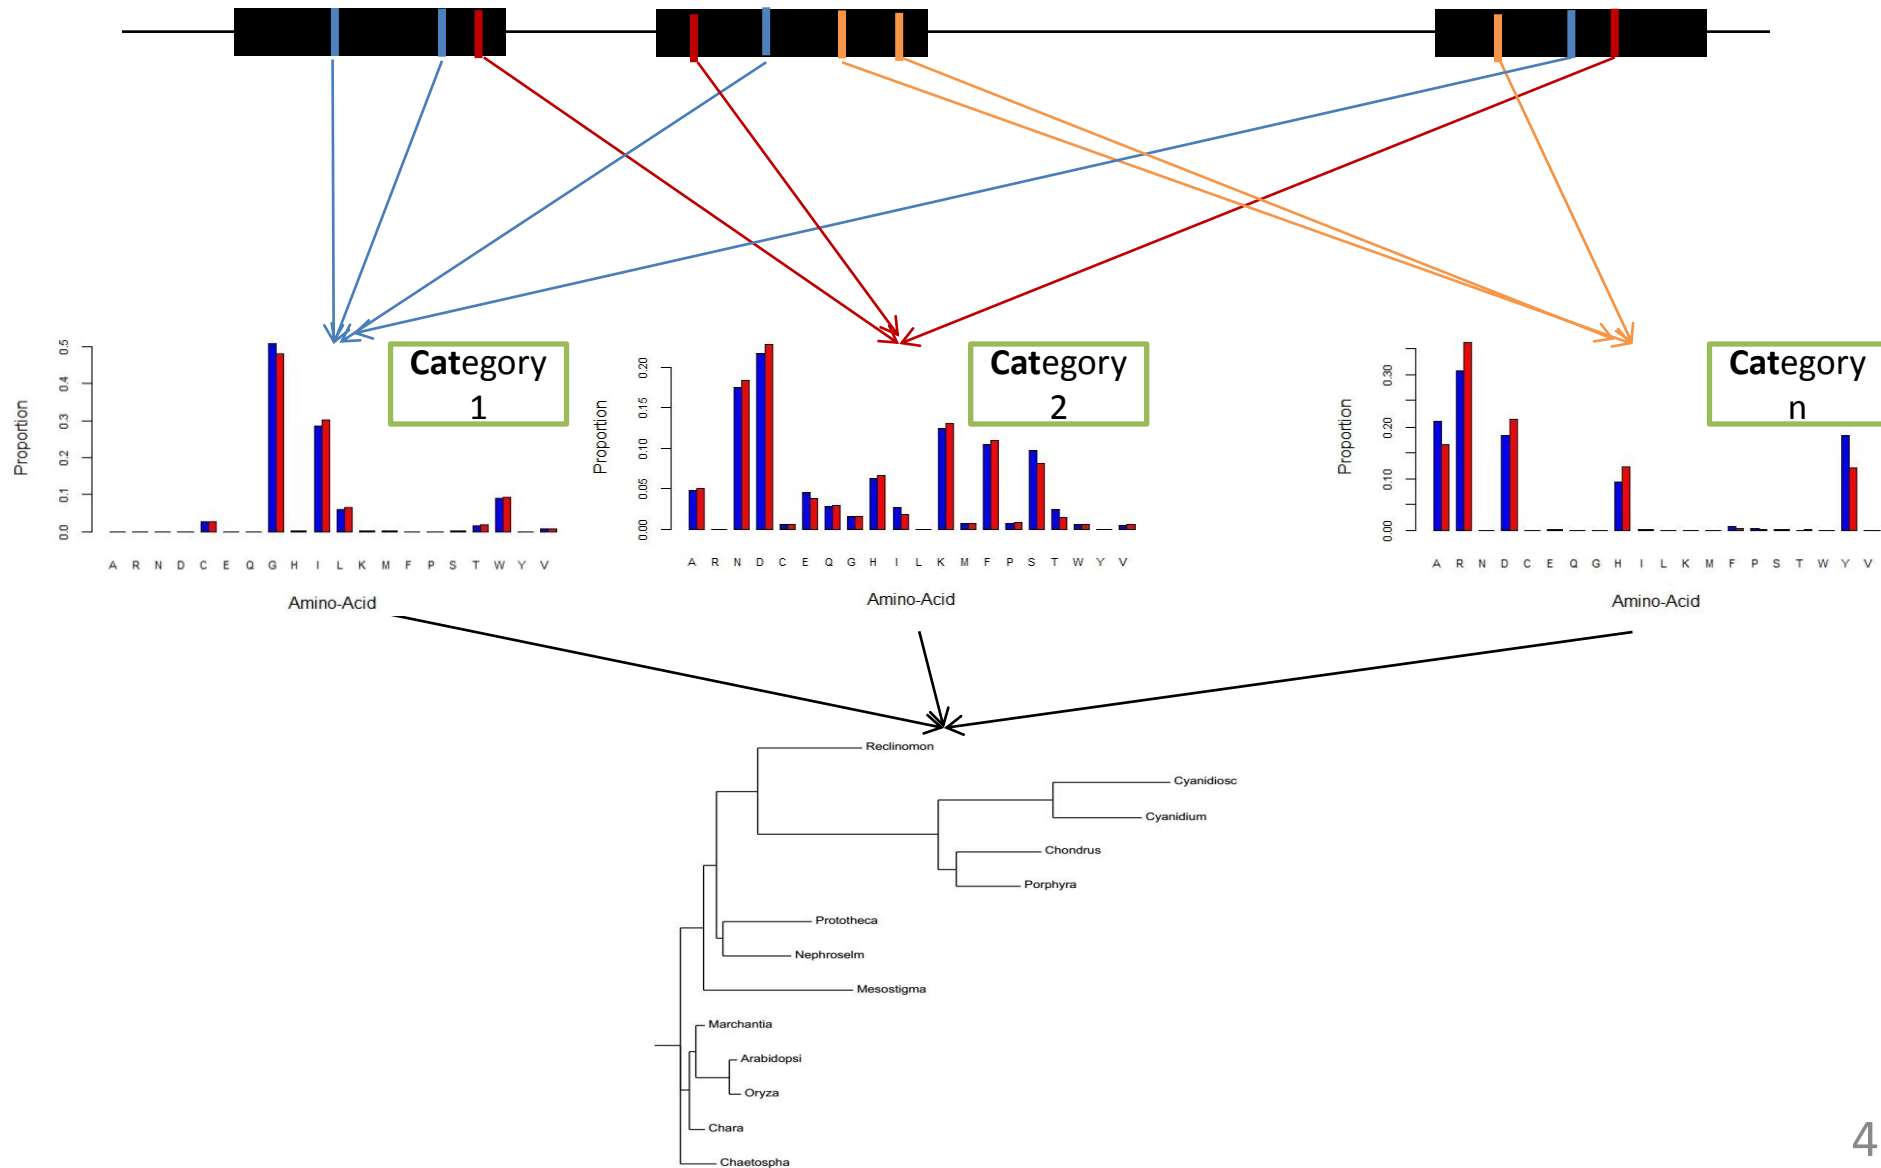 Category
1
Category
2
Category
n
0.5
0.4
0.3
0.2
0.1
0.0
Proportion
A R N D C E Q G H I L K M F P S T W Y V
Amino-Acid
0.20
0.15
0.10
0.05
0.00
Proportion
A R N D C E Q G H I L K M F P S T W Y V
Amino-Acid
0.30
0.20
0.10
0.00
Proportion
A R N D C E Q G H I L K M F P S T W Y V
Amino-Acid
Reclinomon
Cyanidiosc
Cyanidium
Chondrus
Porphyra
Prototheca
Nephroselm
Mesostigma
Marchantia
Arabidopsi
Oryza
Chara
Chaetospha
4